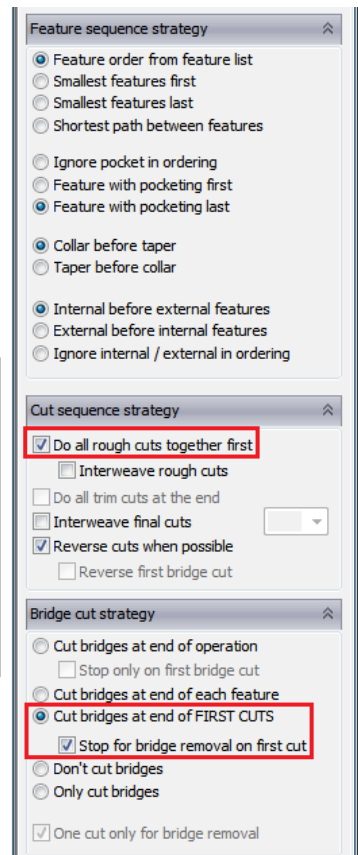 Feature sequence strategy
Feature order from feature list
Smallest features first
Smallest features last
Shortest path between features
Ignore pocket in ordering
Feature with pocketing first
Feature with pocketing last
Collar before taper
Taper before collar
Internal before external features
External before internal features
Ignore internal / external in ordering
Cut sequence strategy
Do all rough cuts together first
Interweave rough cuts
Do all trim cuts at the end
Interweave final cuts
Reverse cuts when possible
Reverse first bridge cut
Bridge cut strategy
Cut bridges at end of operation
Stop only on first bridge cut
Cut bridges at end of each feature
Cut bridges at end of FIRST CUTS
Stop for bridge removal on first cut
Don't cut bridges
Only cut bridges
One cut only for bridge removal